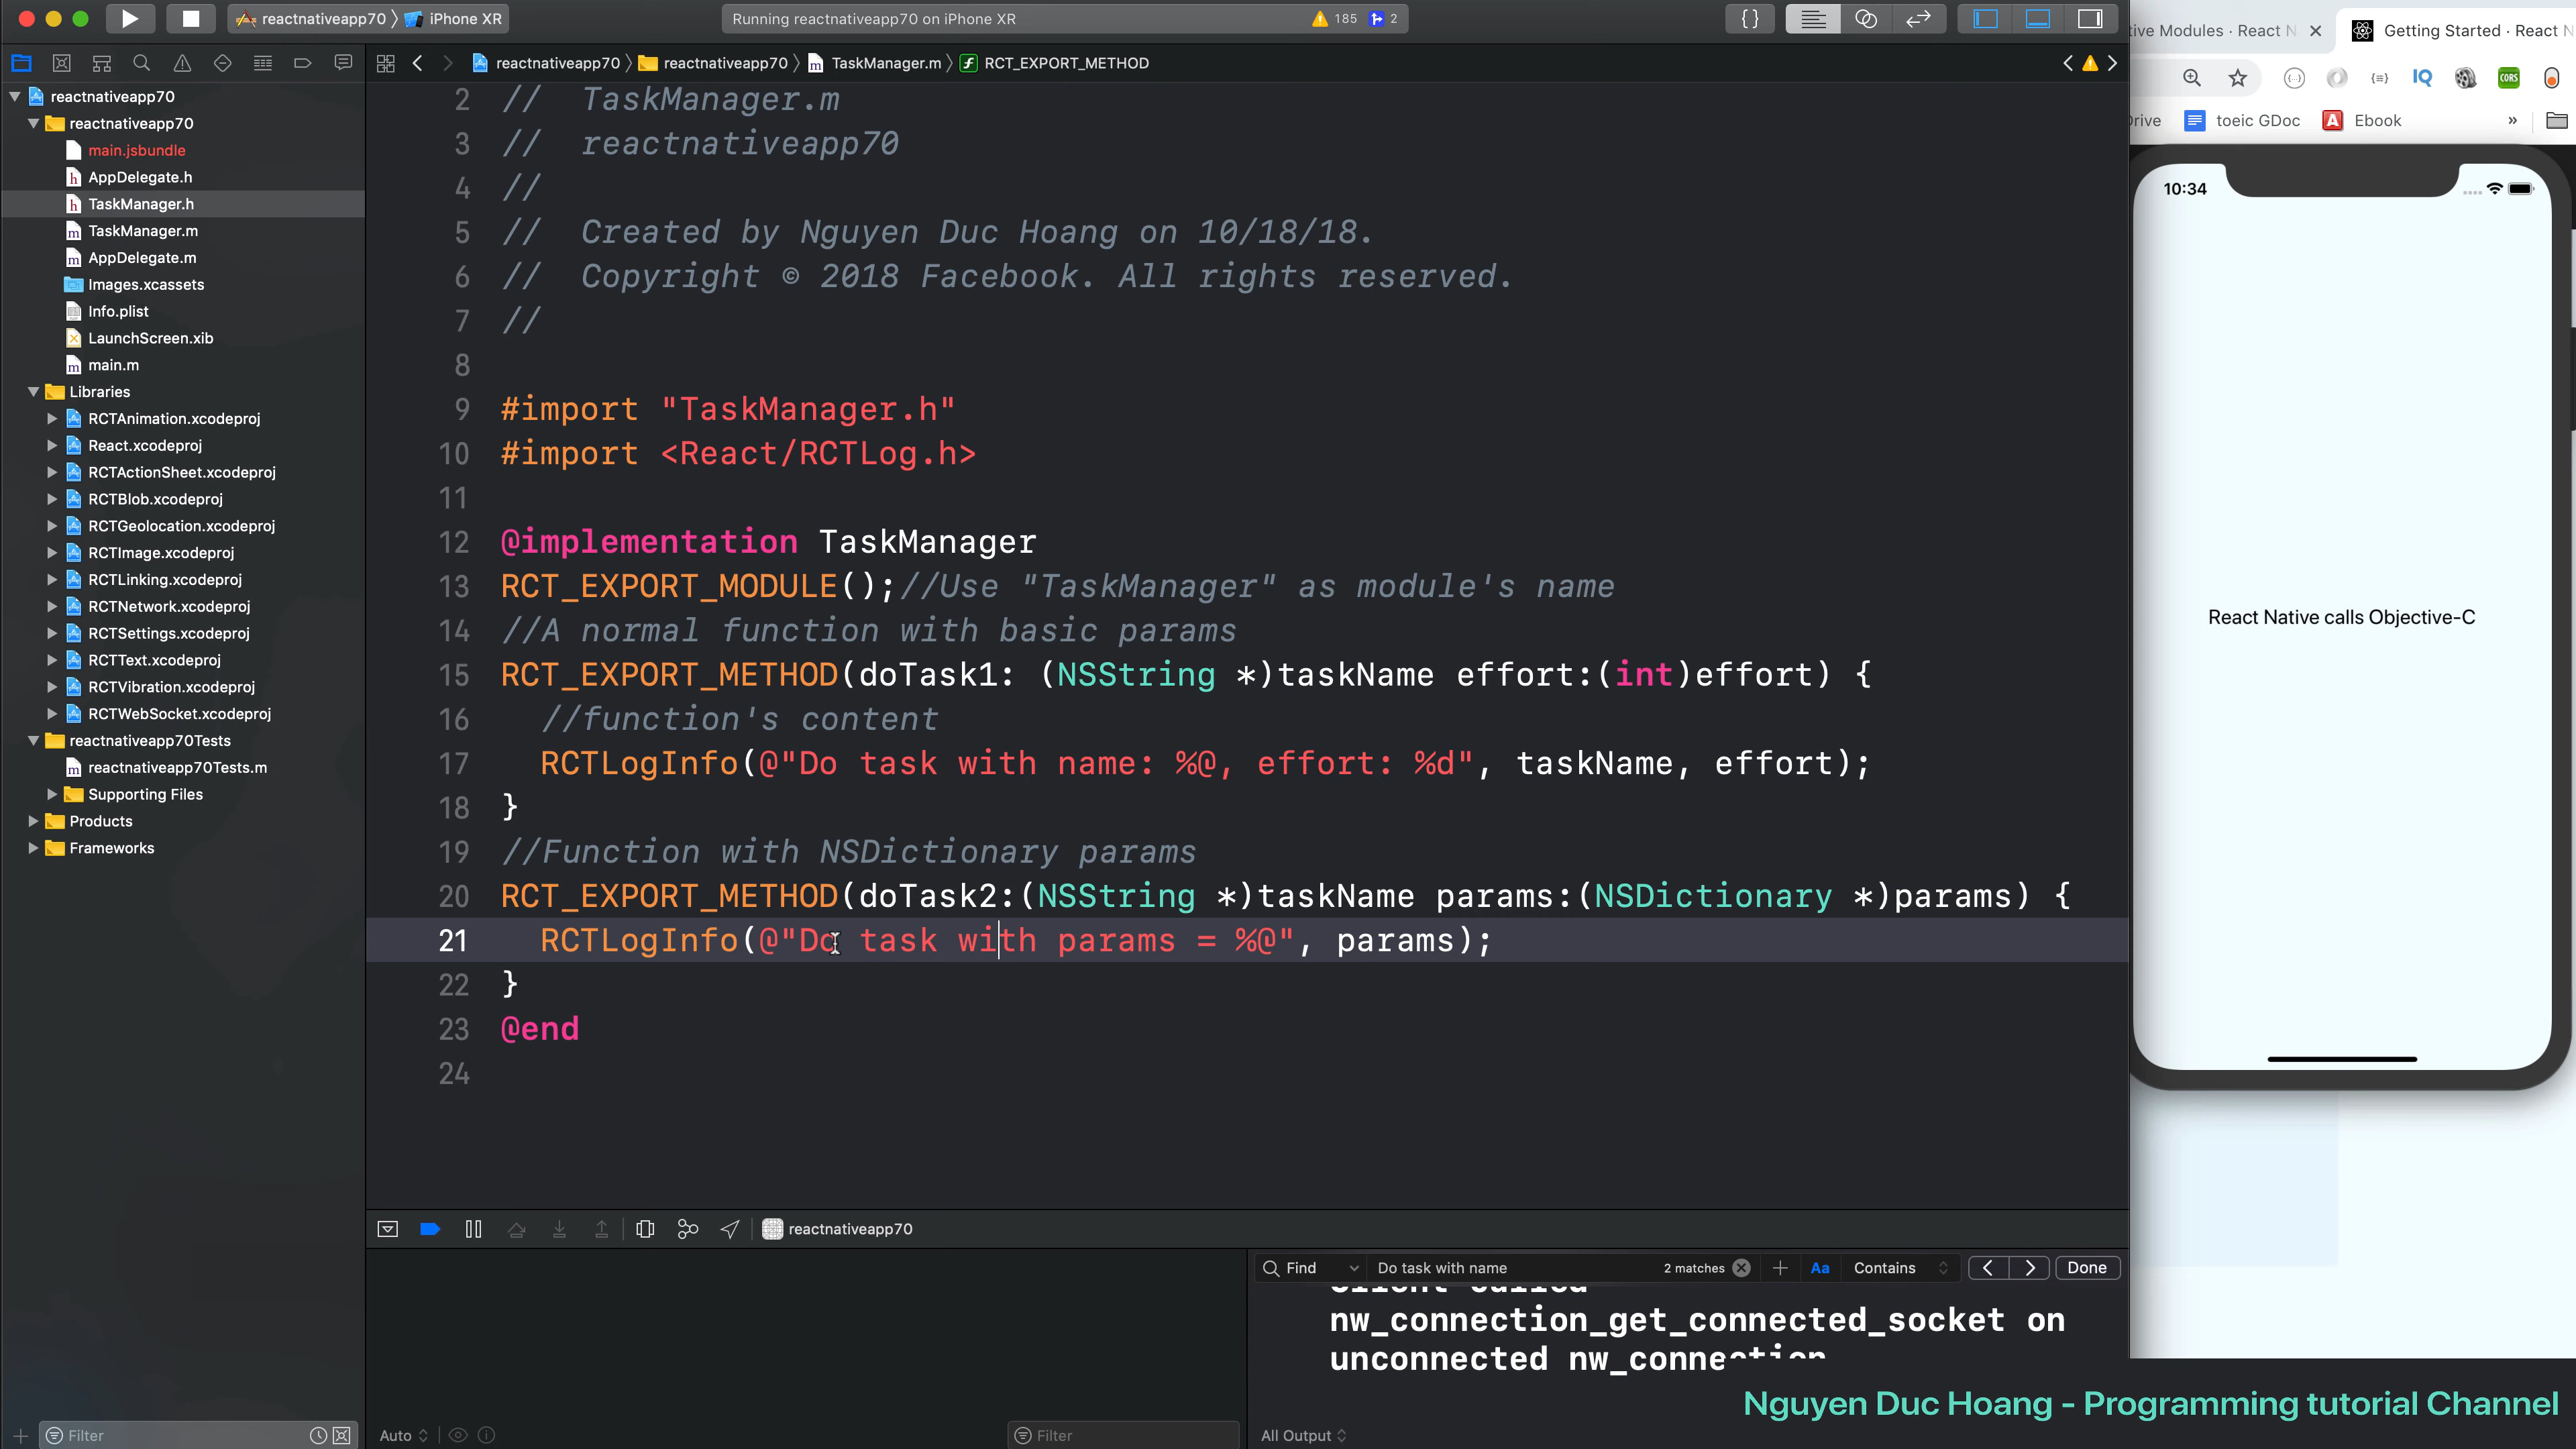 reactnativeapp70 〉 iPhone XR
Running reactnativeapp70 on iPhone XR
185
2
{}
tive Modules · React N
Getting Started · React N
reactnativeapp70 〉 reactnativeapp70 〉 TaskManager.m 〉 RCT_EXPORT_METHOD
IQ
CORS
Drive
toeic GDoc
Ebook
»
reactnativeapp70
reactnativeapp70
main.jsbundle
AppDelegate.h
TaskManager.h
TaskManager.m
AppDelegate.m
Images.xcassets
Info.plist
LaunchScreen.xib
main.m
Libraries
RCTAnimation.xcodeproj
React.xcodeproj
RCTActionSheet.xcodeproj
RCTBlob.xcodeproj
RCTGeolocation.xcodeproj
RCTImage.xcodeproj
RCTLinking.xcodeproj
RCTNetwork.xcodeproj
RCTSettings.xcodeproj
RCTText.xcodeproj
RCTVibration.xcodeproj
RCTWebSocket.xcodeproj
reactnativeapp70Tests
reactnativeapp70Tests.m
Supporting Files
Products
Frameworks
Filter
2 //  TaskManager.m
3 //  reactnativeapp70
4 //
5 //  Created by Nguyen Duc Hoang on 10/18/18.
6 //  Copyright © 2018 Facebook. All rights reserved.
7 //
8
9 #import "TaskManager.h"
10 #import <React/RCTLog.h>
11
12 @implementation TaskManager
13 RCT_EXPORT_MODULE();//Use "TaskManager" as module's name
14 //A normal function with basic params
15 RCT_EXPORT_METHOD(doTask1: (NSString *)taskName effort:(int)effort) {
16   //function's content
17   RCTLogInfo(@"Do task with name: %@, effort: %d", taskName, effort);
18 }
19 //Function with NSDictionary params
20 RCT_EXPORT_METHOD(doTask2:(NSString *)taskName params:(NSDictionary *)params) {
21   RCTLogInfo(@"Do task with params = %@", params);
22 }
23 @end
24
10:34
React Native calls Objective-C
reactnativeapp70
Find
Do task with name
2 matches
Aa
Contains
Done
nw_connection_get_connected_socket on
unconnected nw_connection
Auto
Filter
All Output
Nguyen Duc Hoang - Programming tutorial Channel